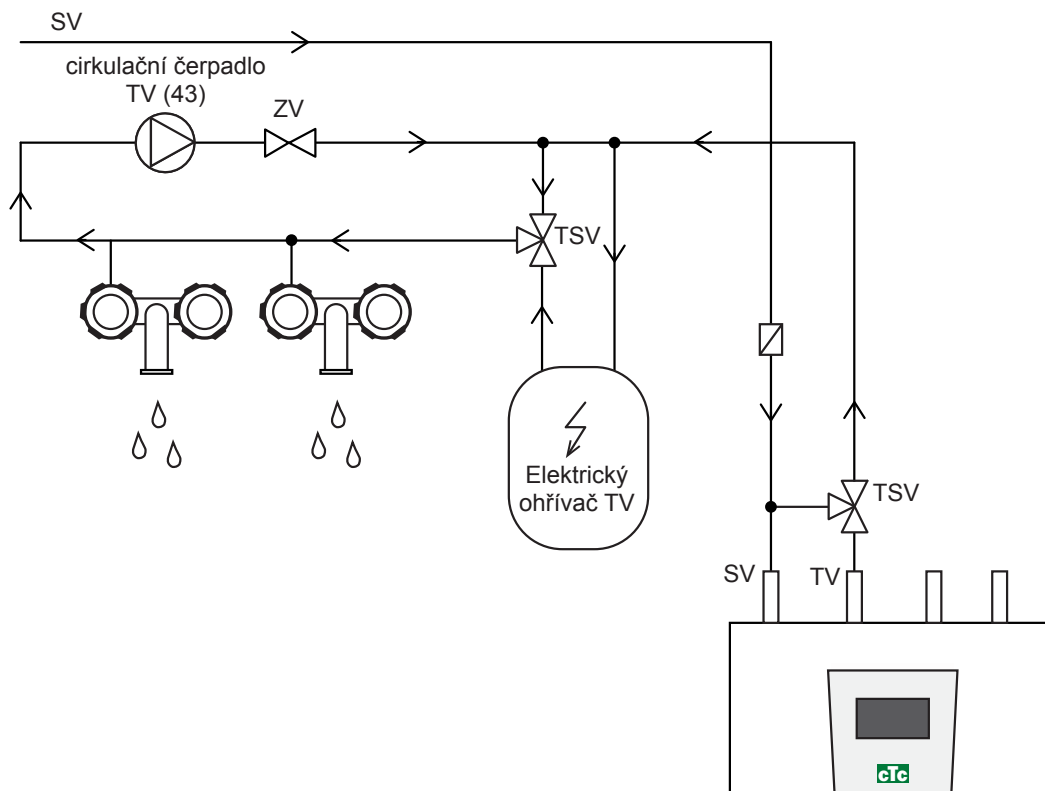 SV
cirkulační čerpadlo
TV (43)
ZV
TSV
Elektrický
ohřívač TV
TSV
SV
TV
cTc